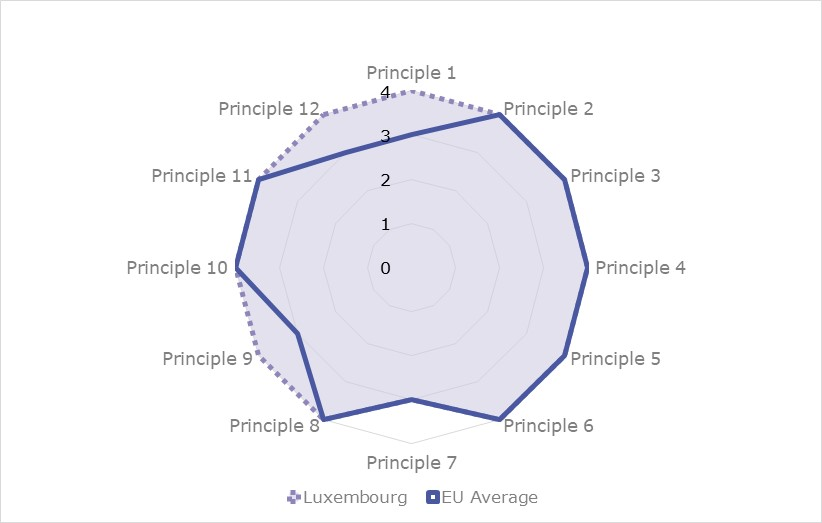 Principle 1
4
Principle 12
Principle 2
3
Principle 11
2
Principle 3
1
Principle 10
0
Principle 4
Principle 9
Principle 5
Principle 8
Principle 6
Principle 7
Luxembourg EU Average